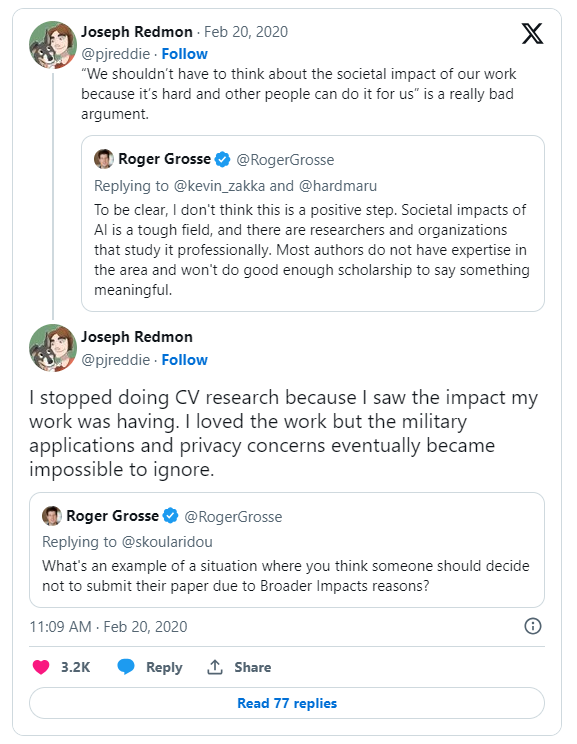 Joseph Redmon · Feb 20, 2020
@pjreddie · Follow
“We shouldn’t have to think about the societal impact of our work
because it’s hard and other people can do it for us” is a really bad
argument.
Roger Grosse @RogerGrosse
Replying to @kevin_zakka and @hardmaru
To be clear, I don't think this is a positive step. Societal impacts of
AI is a tough field, and there are researchers and organizations
that study it professionally. Most authors do not have expertise in
the area and won't do good enough scholarship to say something
meaningful.
Joseph Redmon
@pjreddie · Follow
I stopped doing CV research because I saw the impact my
work was having. I loved the work but the military
applications and privacy concerns eventually became
impossible to ignore.
Roger Grosse @RogerGrosse
Replying to @skoularidou
What's an example of a situation where you think someone should decide
not to submit their paper due to Broader Impacts reasons?
11:09 AM · Feb 20, 2020
3.2K Reply Share
Read 77 replies